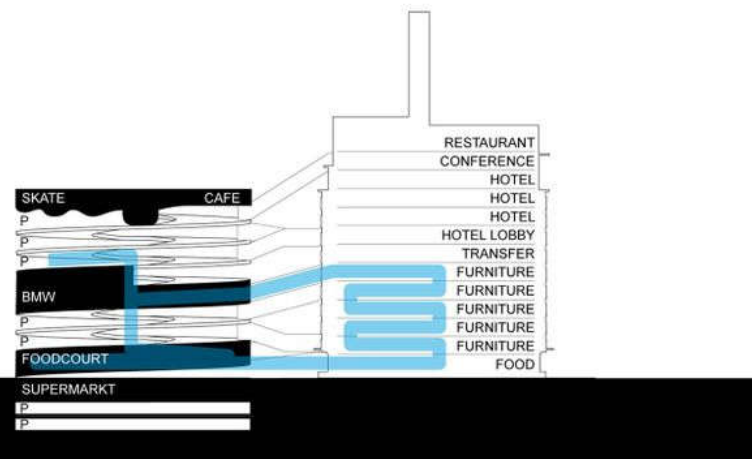 RESTAURANT
CONFERENCE
HOTEL
HOTEL
HOTEL
HOTEL LOBBY
TRANSFER
FURNITURE
FURNITURE
FURNITURE
FURNITURE
FURNITURE
FOOD
SKATE CAFE
P
P
P
BMW
P
P
FOODCOURT
SUPERMARKT
P
P